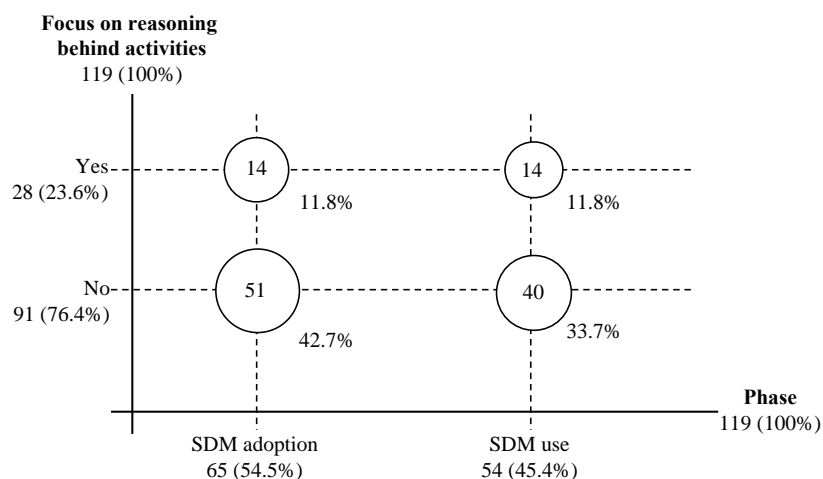 Focus on reasoning
behind activities
119 (100%)
Yes
28 (23.6%)
14
11.8%
14
11.8%
No
91 (76.4%)
51
42.7%
40
33.7%
Phase
119 (100%)
SDM adoption
65 (54.5%)
SDM use
54 (45.4%)